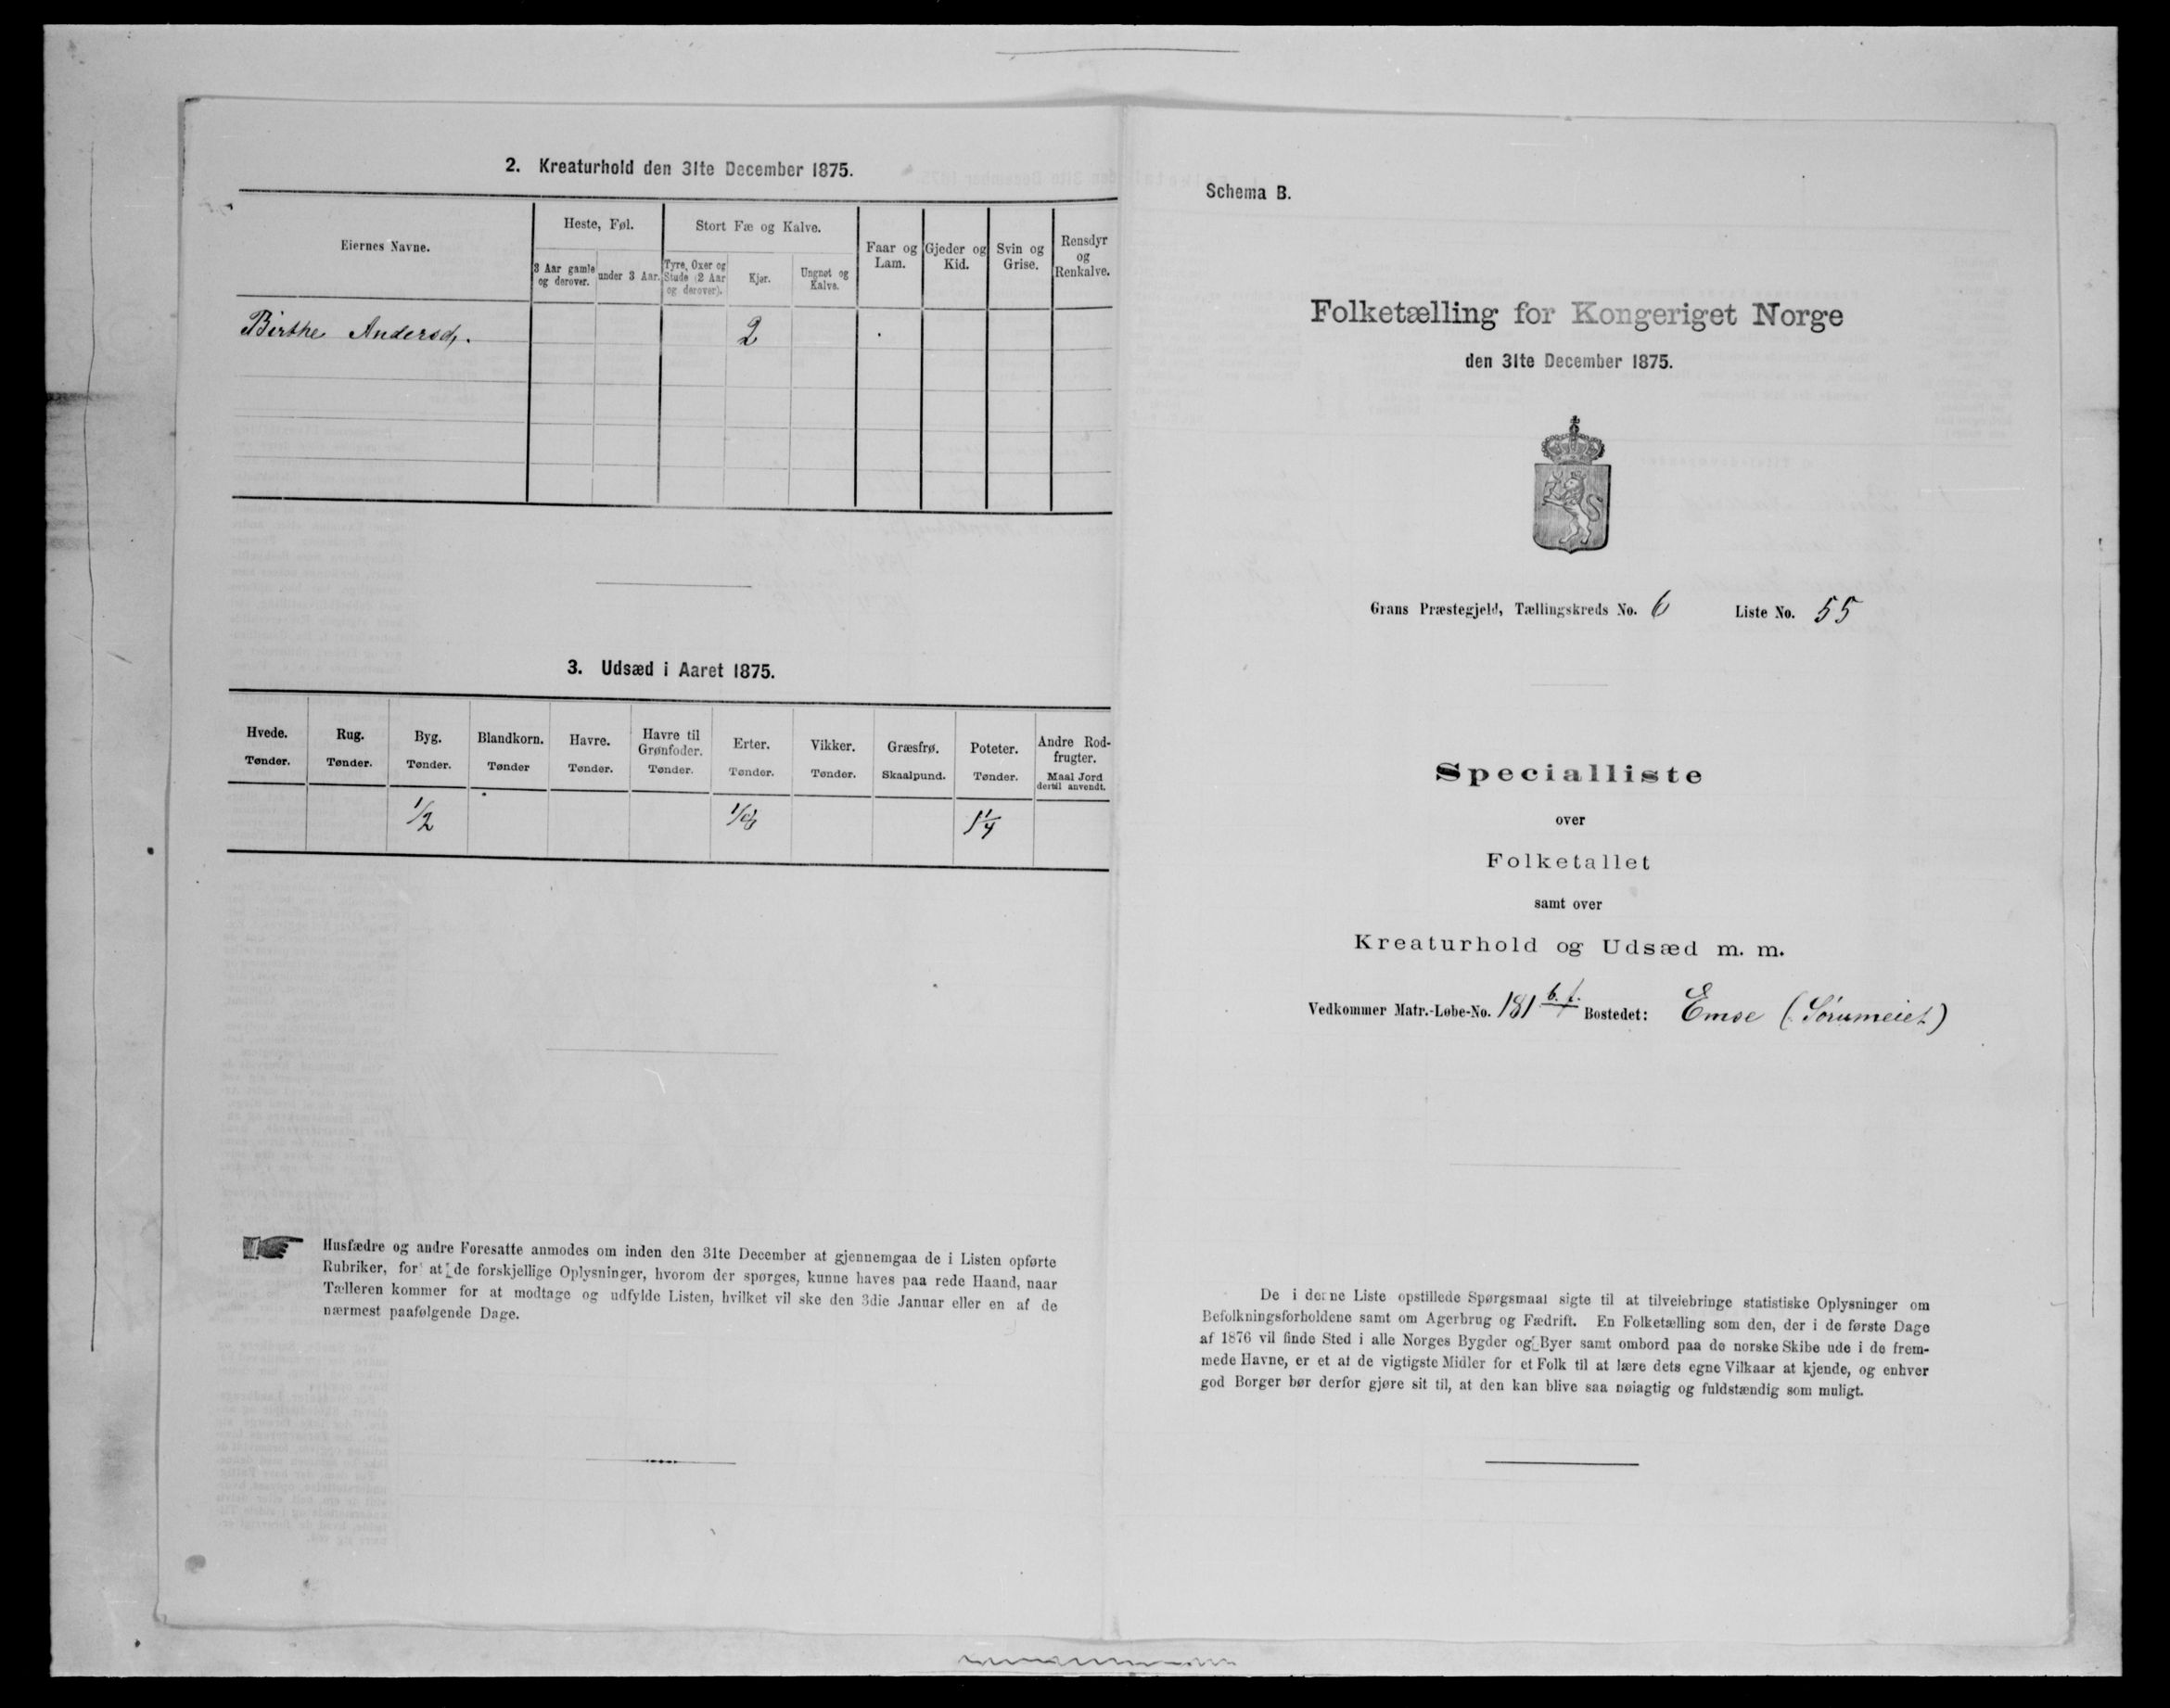 2. Kreaturhold den 31te December 1875.
Eiernes Navne.
Heste, Føl.
Stort Fæ og Kalve.
Faar og Lam.
Gjeder og Kid.
Svin og Grise.
Rensdyr og Renkalve.
3 Aar gamle og derover.
under 3 Aar.
Tyre, Oxer og Stude (2 Aar og derover).
Kjør.
Ungnøt og Kalve.
Birthe Andersd. 2
3. Udsæd i Aaret 1875.
Hvede. Rug. Byg. Blandkorn. Havre. Havre til Grønfoder. Erter. Vikker. Græsfrø. Poteter. Andre Rodfrugter.
Tønder. Tønder. Tønder. Tønder Tønder. Tønder. Tønder. Tønder. Skaalpund. Tønder. Maal Jord dertil anvendt.
1/2 1/8 1 1/4
Husfædre og andre Foresatte anmodes om inden den 31te December at gjennemgaa de i Listen opførte
Rubriker, for at de forskjellige Oplysninger, hvorom der spørges, kunne haves paa rede Haand, naar
Tælleren kommer for at modtage og udfylde Listen, hvilket vil ske den 3die Januar eller en af de
nærmest paafølgende Dage.
Schema B.
Folketælling for Kongeriget Norge
den 31te December 1875.
Grans Præstegjeld, Tællingskreds No. 6 Liste No. 55
Specialliste
over
Folketallet
samt over
Kreaturhold og Udsæd m. m.
Vedkommer Matr.-Løbe-No. 181 b. f. Bostedet: Emoe (Sørumeiet)
De i denne Liste opstillede Spørgsmaal sigte til at tilveiebringe statistiske Oplysninger om
Befolkningsforholdene samt om Agerbrug og Fædrift. En Folketælling som den, der i de første Dage
af 1876 vil finde Sted i alle Norges Bygder og Byer samt ombord paa de norske Skibe ude i de frem-
mede Havne, er et af de vigtigste Midler for et Folk til at lære dets egne Vilkaar at kjende, og enhver
god Borger bør derfor gjøre sit til, at den kan blive saa nøiagtig og fuldstændig som muligt.